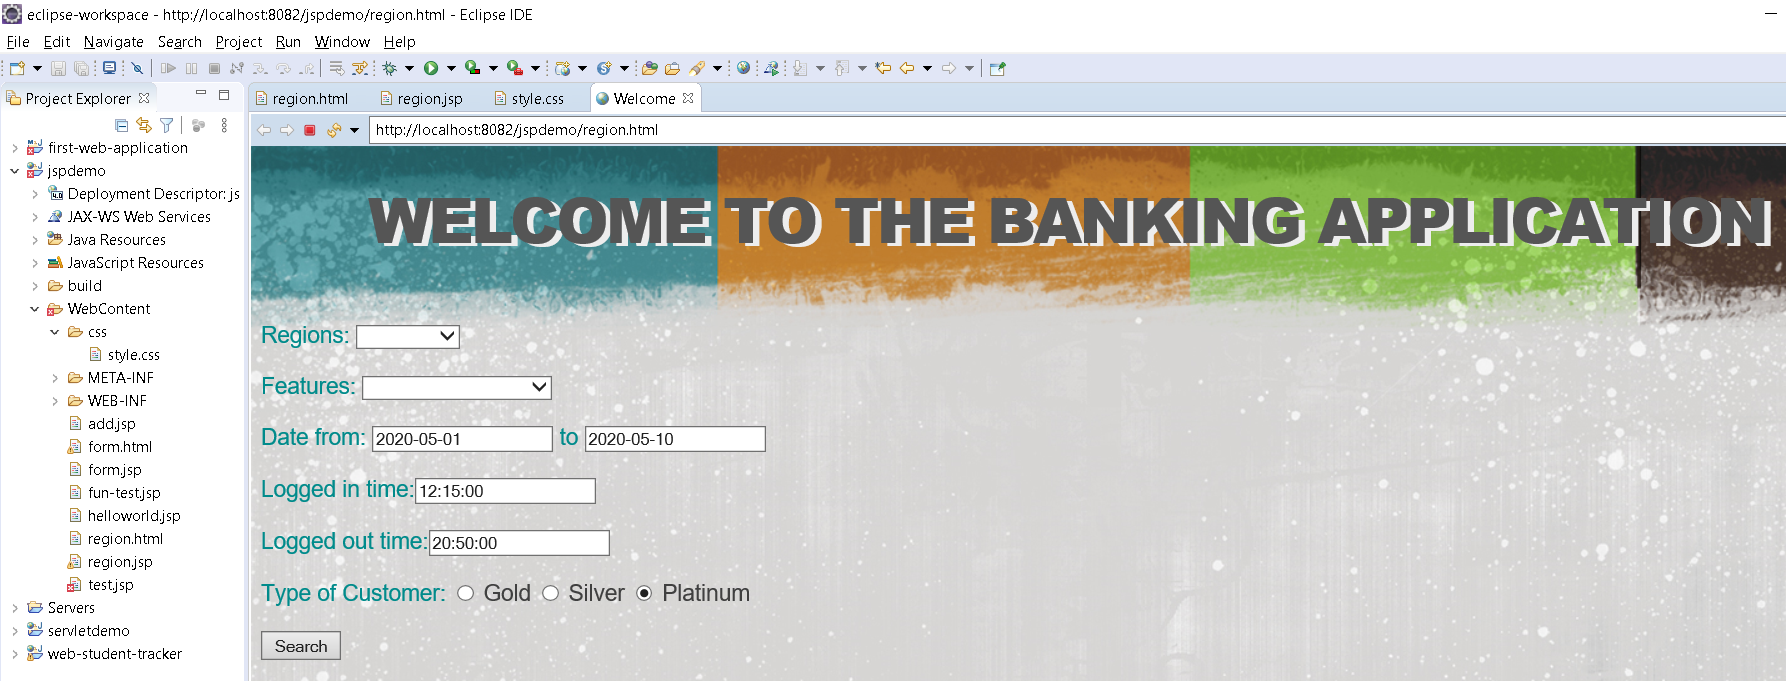 eclipse-workspace - http://localhost:8082/jspdemo/region.html - Eclipse IDE
File Edit Navigate Search Project Run Window Help
Project Explorer
first-web-application
jspdemo
Deployment Descriptor: js
JAX-WS Web Services
Java Resources
JavaScript Resources
build
WebContent
css
style.css
META-INF
WEB-INF
add.jsp
form.html
form.jsp
fun-test.jsp
helloworld.jsp
region.html
region.jsp
test.jsp
Servers
servletdemo
web-student-tracker
region.html region.jsp style.css Welcome
http://localhost:8082/jspdemo/region.html
WELCOME TO THE BANKING APPLICATION
Regions:
Features:
Date from: 2020-05-01 to 2020-05-10
Logged in time: 12:15:00
Logged out time: 20:50:00
Type of Customer: Gold Silver Platinum
Search